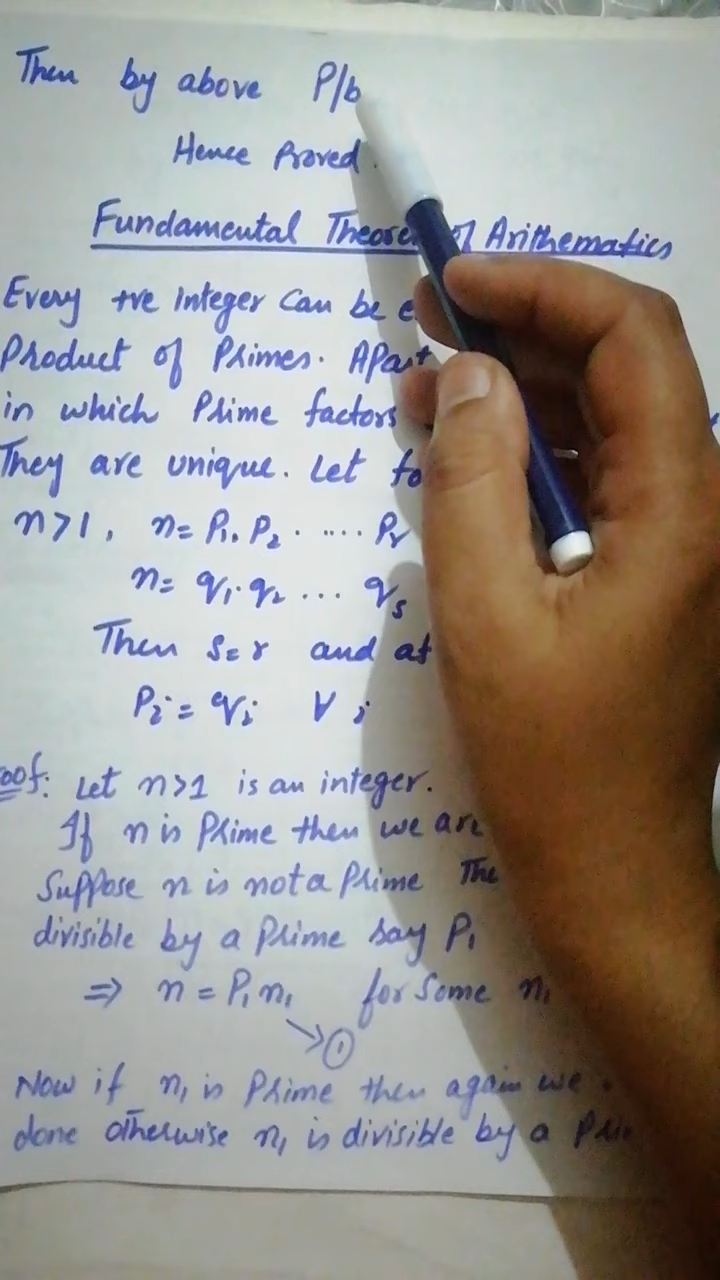 Then by above P/b
Hence Proved.
Fundamental Theorem of Arithematics
Every +ve integer can be
Product of Primes. Apart
in which Prime factors
They are unique. Let
n>1, n= P₁. P₂ . .... Pr
n= q₁. q₂ ... qs
Then s=r and
Pi = qi ∀ i
oof: Let n>1 is an integer.
If n is Prime then we are
Suppose n is not a Prime The
divisible by a Prime say P₁
⇒ n = P₁ n₁ for some n₁
↘ ①
Now if n₁ is Prime then again we
done otherwise n₁ is divisible by a Pri